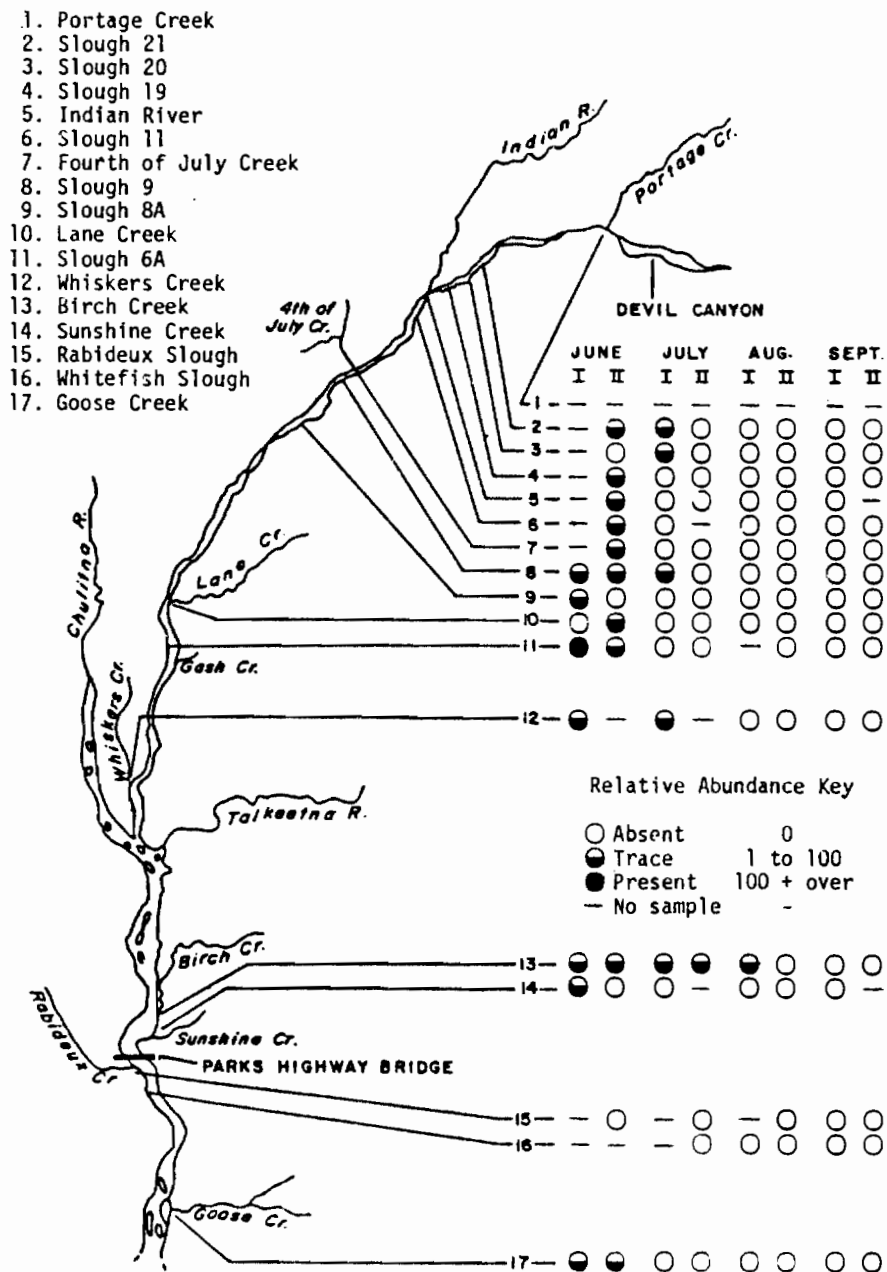 1. Portage Creek
2. Slough 21
3. Slough 20
4. Slough 19
5. Indian River
6. Slough 11
7. Fourth of July Creek
8. Slough 9
9. Slough 8A
10. Lane Creek
11. Slough 6A
12. Whiskers Creek
13. Birch Creek
14. Sunshine Creek
15. Rabideux Slough
16. Whitefish Slough
17. Goose Creek
Indian R.
Portage Cr.
4th of
July Cr.
DEVIL CANYON
JUNE JULY AUG. SEPT.
I II I II I II I II
1
2
3
4
5
6
7
8
9
10
11
Chulitna R.
Lane Cr.
Gash Cr.
Whiskers Cr.
12
Talkeetna R.
Relative Abundance Key
Absent 0
Trace 1 to 100
Present 100 + over
— No sample -
Birch Cr.
13
14
Rabideux Cr
Sunshine Cr.
PARKS HIGHWAY BRIDGE
15
16
Goose Cr.
17